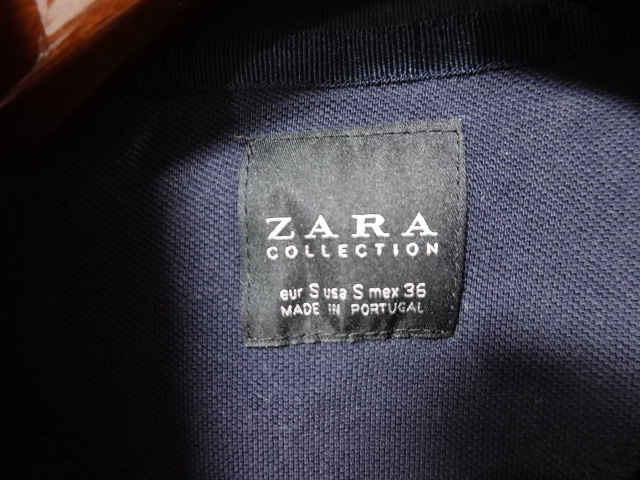 ZARA
COLLECTION
eur S usa S mex 36
MADE IN PORTUGAL